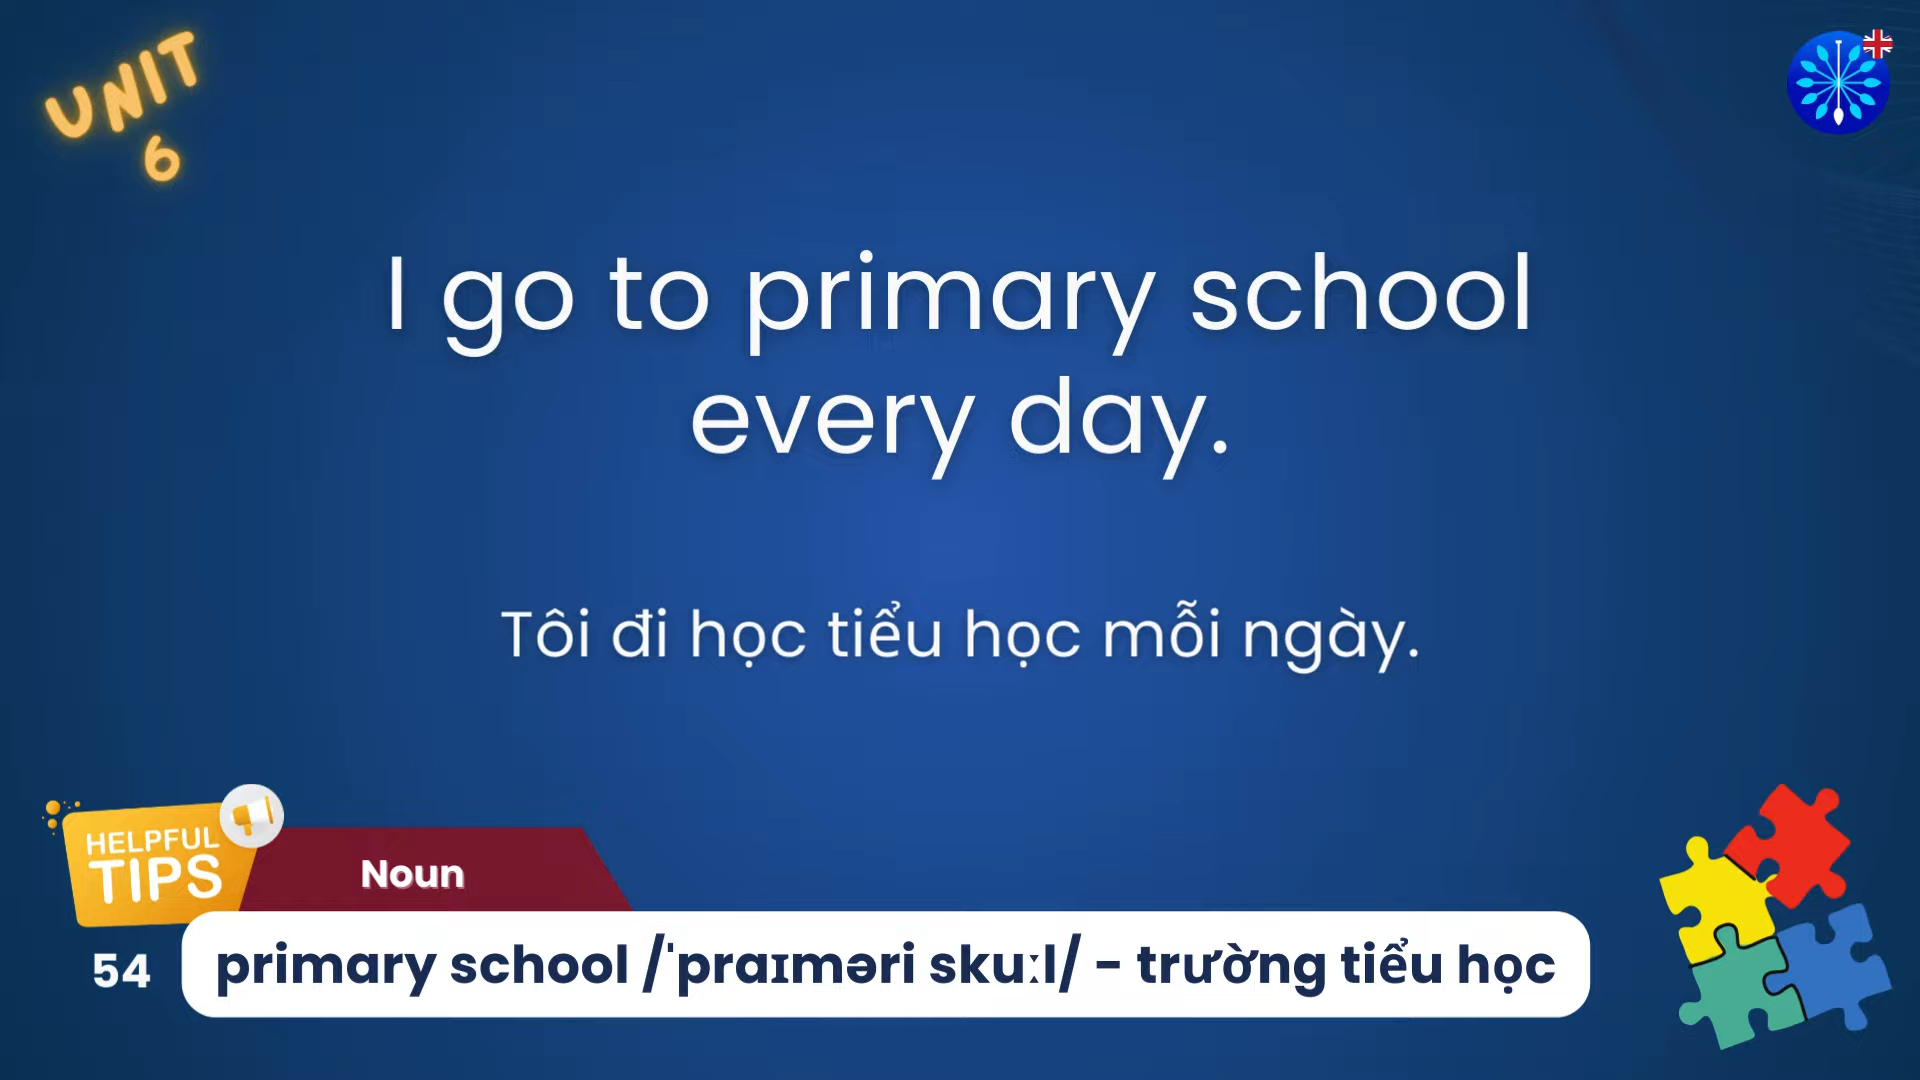 UNIT
6
I go to primary school
every day.
Tôi đi học tiểu học mỗi ngày.
HELPFUL
TIPS
Noun
54
primary school /ˈpraɪməri skuːl/ - trường tiểu học